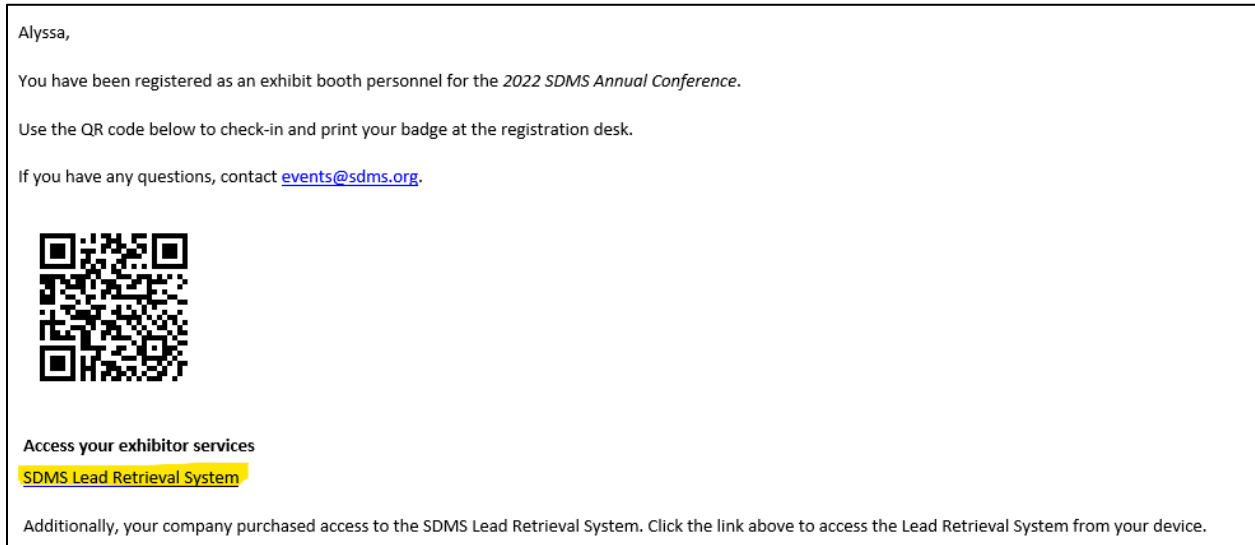 Alyssa,
You have been registered as an exhibit booth personnel for the 2022 SDMS Annual Conference.
Use the QR code below to check-in and print your badge at the registration desk.
If you have any questions, contact events@sdms.org.
Access your exhibitor services
SDMS Lead Retrieval System
Additionally, your company purchased access to the SDMS Lead Retrieval System. Click the link above to access the Lead Retrieval System from your device.